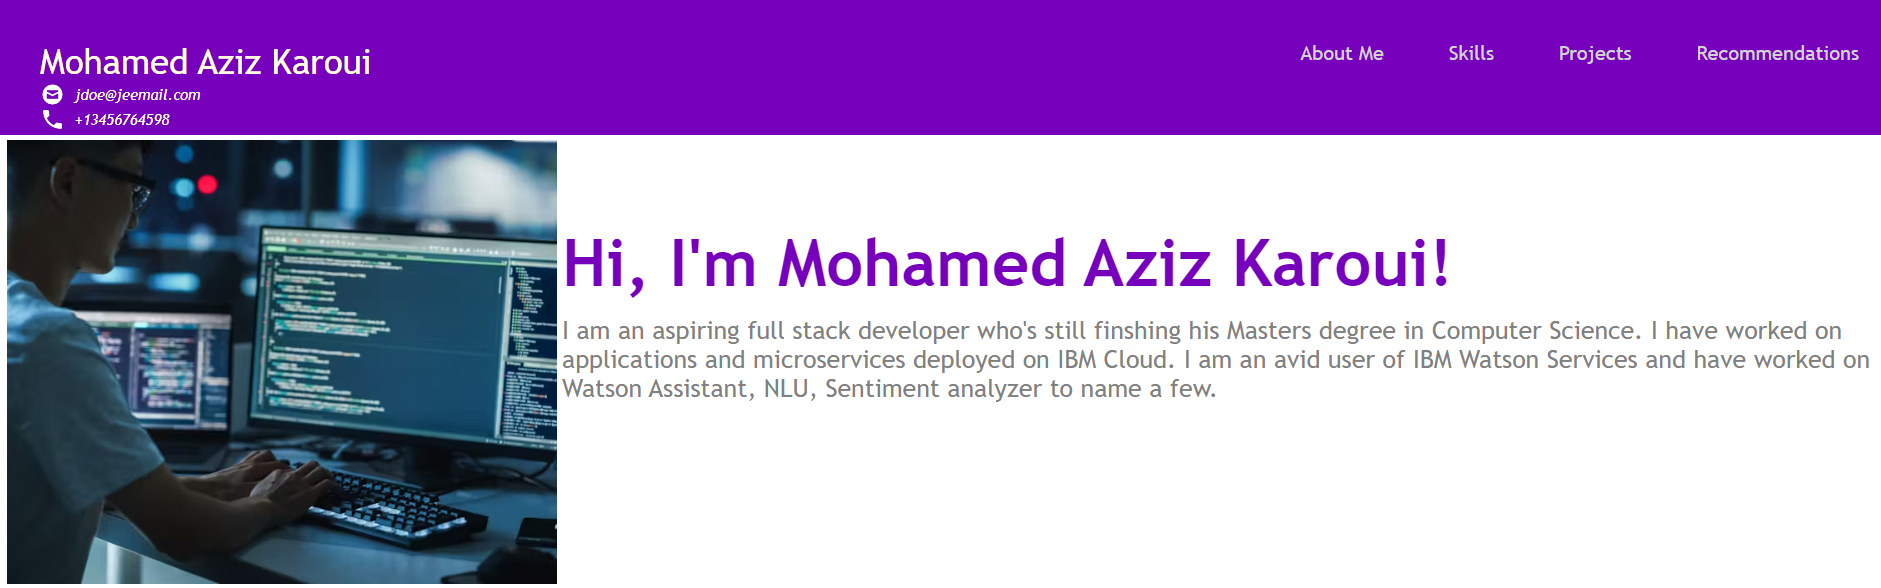 Mohamed Aziz Karoui
jdoe@jeemail.com
+13456764598
About Me Skills Projects Recommendations
Hi, I'm Mohamed Aziz Karoui!
I am an aspiring full stack developer who's still finshing his Masters degree in Computer Science. I have worked on
applications and microservices deployed on IBM Cloud. I am an avid user of IBM Watson Services and have worked on
Watson Assistant, NLU, Sentiment analyzer to name a few.